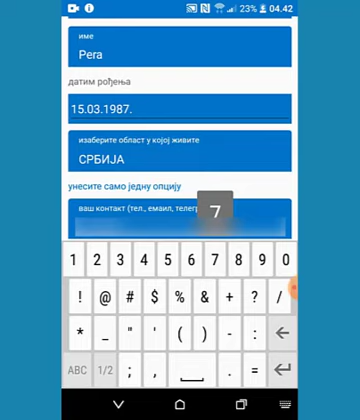 23% 04.42
име
Pera
датим рођења
15.03.1987.
изаберите област у којој живите
СРБИЈА
унесите само једну опцију
ваш контакт (тел., емаил,
7
1 2 3 4 5 6 7 8 9 0
! @ # $ % & + ? /
* _ " ' ( ) - :
ABC 1/2 ; , . =